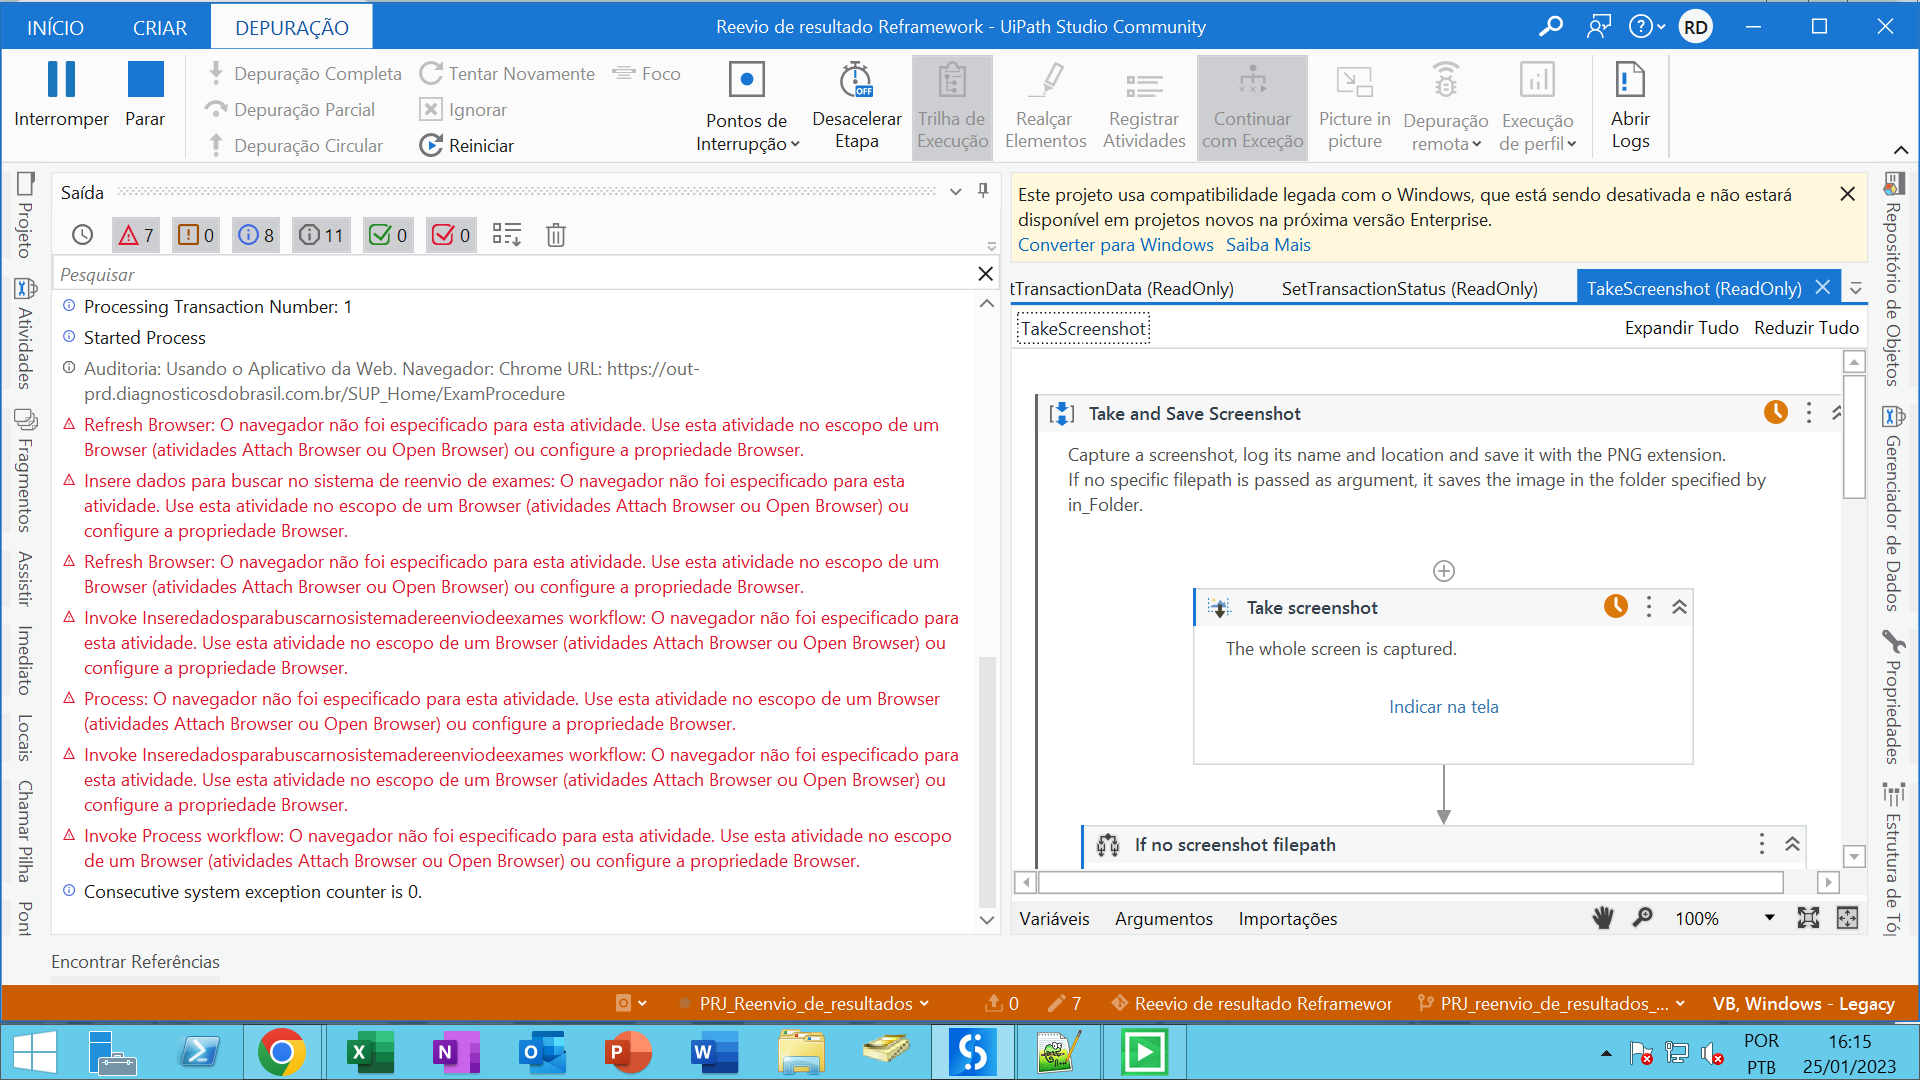 INÍCIO
CRIAR
DEPURAÇÃO
Reevio de resultado Reframework - UiPath Studio Community
RD
Interromper
Parar
Depuração Completa
Depuração Parcial
Depuração Circular
Tentar Novamente
Ignorar
Reiniciar
Foco
Pontos de
Interrupção
OFF
Desacelerar
Etapa
Trilha de
Execução
Realçar
Elementos
Registrar
Atividades
Continuar
com Exceção
Picture in
picture
Depuração
remota
Execução
de perfil
Abrir
Logs
Projeto
Atividades
Fragmentos
Assistir
Imediato
Locais
Chamar Pilha
Pont
Saída
7
0
8
11
0
0
Pesquisar
Processing Transaction Number: 1
Started Process
Auditoria: Usando o Aplicativo da Web. Navegador: Chrome URL: https://out-
prd.diagnosticosdobrasil.com.br/SUP_Home/ExamProcedure
Refresh Browser: O navegador não foi especificado para esta atividade. Use esta atividade no escopo de um
Browser (atividades Attach Browser ou Open Browser) ou configure a propriedade Browser.
Insere dados para buscar no sistema de reenvio de exames: O navegador não foi especificado para esta
atividade. Use esta atividade no escopo de um Browser (atividades Attach Browser ou Open Browser) ou
configure a propriedade Browser.
Refresh Browser: O navegador não foi especificado para esta atividade. Use esta atividade no escopo de um
Browser (atividades Attach Browser ou Open Browser) ou configure a propriedade Browser.
Invoke Inseredadosparabuscarnosistemadereenviodeexames workflow: O navegador não foi especificado para
esta atividade. Use esta atividade no escopo de um Browser (atividades Attach Browser ou Open Browser) ou
configure a propriedade Browser.
Process: O navegador não foi especificado para esta atividade. Use esta atividade no escopo de um Browser
(atividades Attach Browser ou Open Browser) ou configure a propriedade Browser.
Invoke Inseredadosparabuscarnosistemadereenviodeexames workflow: O navegador não foi especificado para
esta atividade. Use esta atividade no escopo de um Browser (atividades Attach Browser ou Open Browser) ou
configure a propriedade Browser.
Invoke Process workflow: O navegador não foi especificado para esta atividade. Use esta atividade no escopo
de um Browser (atividades Attach Browser ou Open Browser) ou configure a propriedade Browser.
Consecutive system exception counter is 0.
Encontrar Referências
Este projeto usa compatibilidade legada com o Windows, que está sendo desativada e não estará
disponível em projetos novos na próxima versão Enterprise.
Converter para Windows Saiba Mais
tTransactionData (ReadOnly)
SetTransactionStatus (ReadOnly)
TakeScreenshot (ReadOnly)
TakeScreenshot
Expandir Tudo
Reduzir Tudo
Take and Save Screenshot
Capture a screenshot, log its name and location and save it with the PNG extension.
If no specific filepath is passed as argument, it saves the image in the folder specified by
in_Folder.
Take screenshot
The whole screen is captured.
Indicar na tela
If no screenshot filepath
Variáveis
Argumentos
Importações
100%
Repositório de Objetos
Gerenciador de Dados
Propriedades
Estrutura de Tóp
PRJ_Reenvio_de_resultados
0
7
Reevio de resultado Reframewor
PRJ_reenvio_de_resultados_...
VB, Windows - Legacy
POR
PTB
16:15
25/01/2023